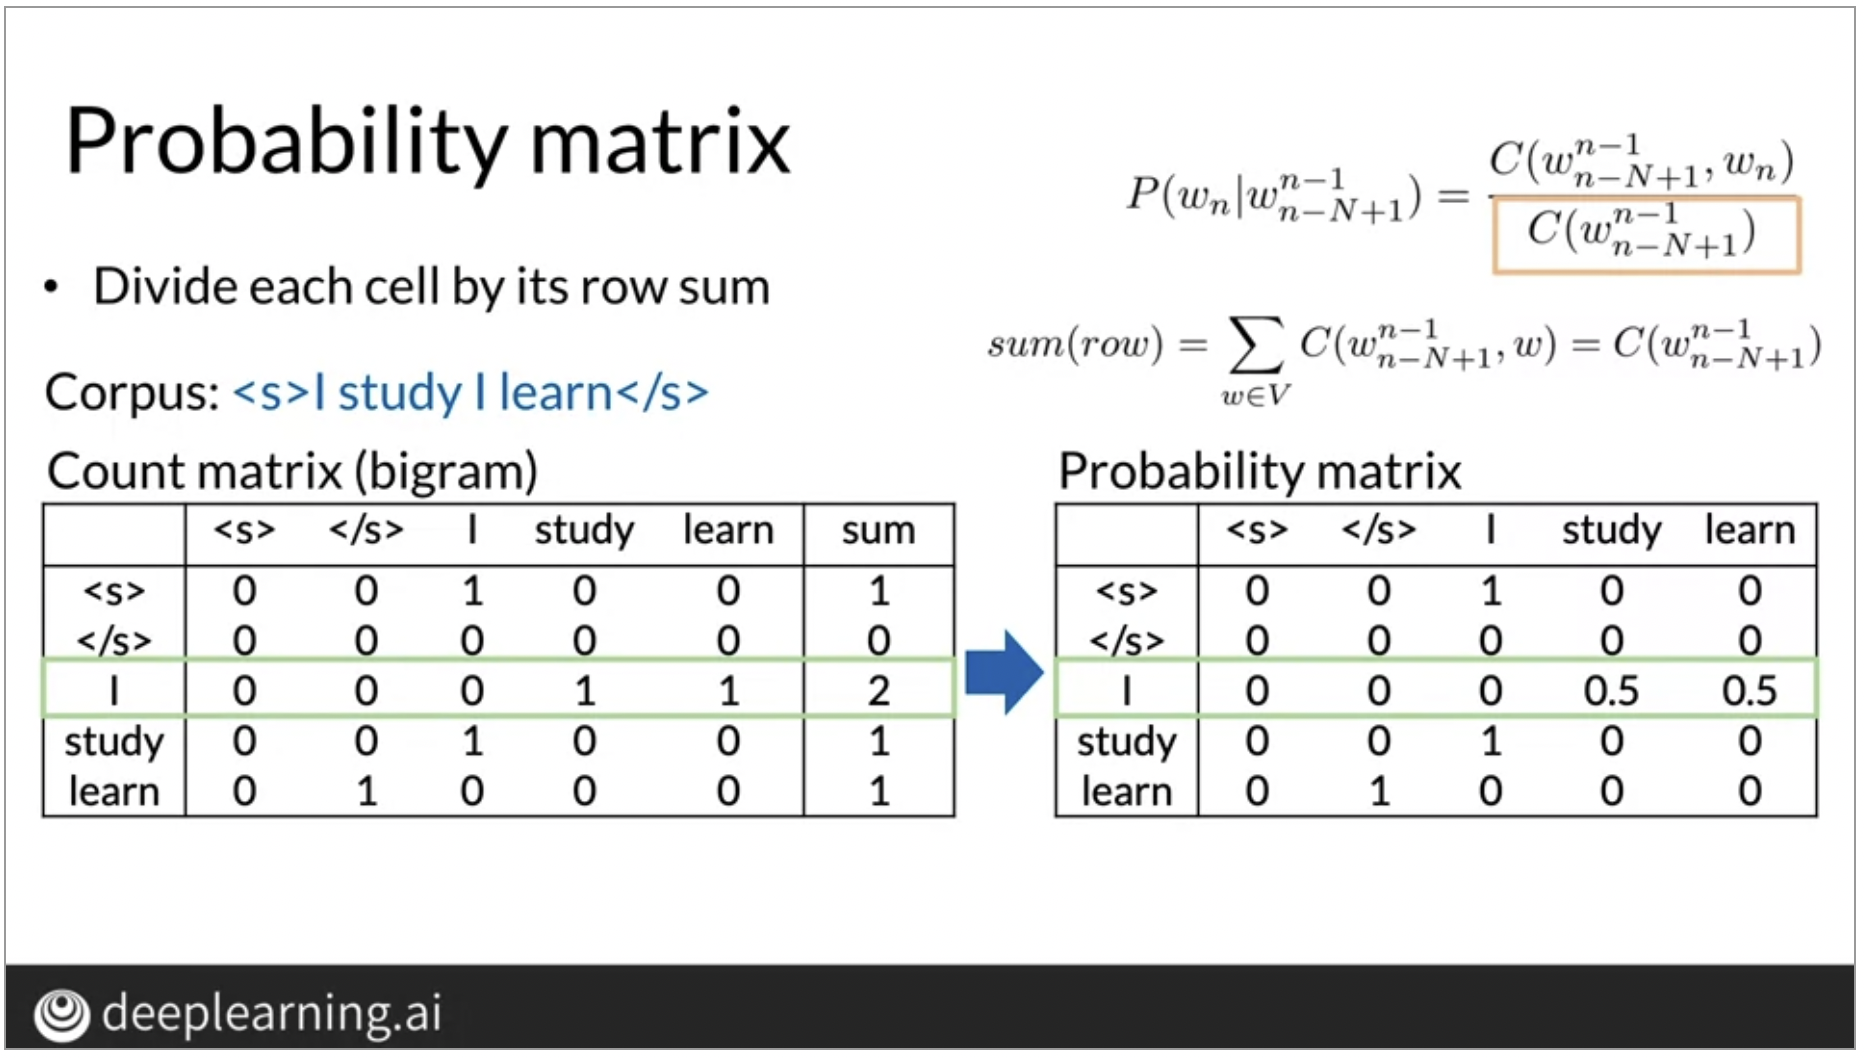 Probability matrix
P(w_n|w_{n-N+1}^{n-1}) = C(w_{n-N+1}^{n-1}, w_n) / C(w_{n-N+1}^{n-1})
• Divide each cell by its row sum
sum(row) = ∑_{w∈V} C(w_{n-N+1}^{n-1}, w) = C(w_{n-N+1}^{n-1})
Corpus: <s>I study I learn</s>
Count matrix (bigram)
<s> </s> I study learn sum
<s> 0 0 1 0 0 1
</s> 0 0 0 0 0 0
I 0 0 0 1 1 2
study 0 0 1 0 0 1
learn 0 1 0 0 0 1
Probability matrix
<s> </s> I study learn
<s> 0 0 1 0 0
</s> 0 0 0 0 0
I 0 0 0 0.5 0.5
study 0 0 1 0 0
learn 0 1 0 0 0
deeplearning.ai